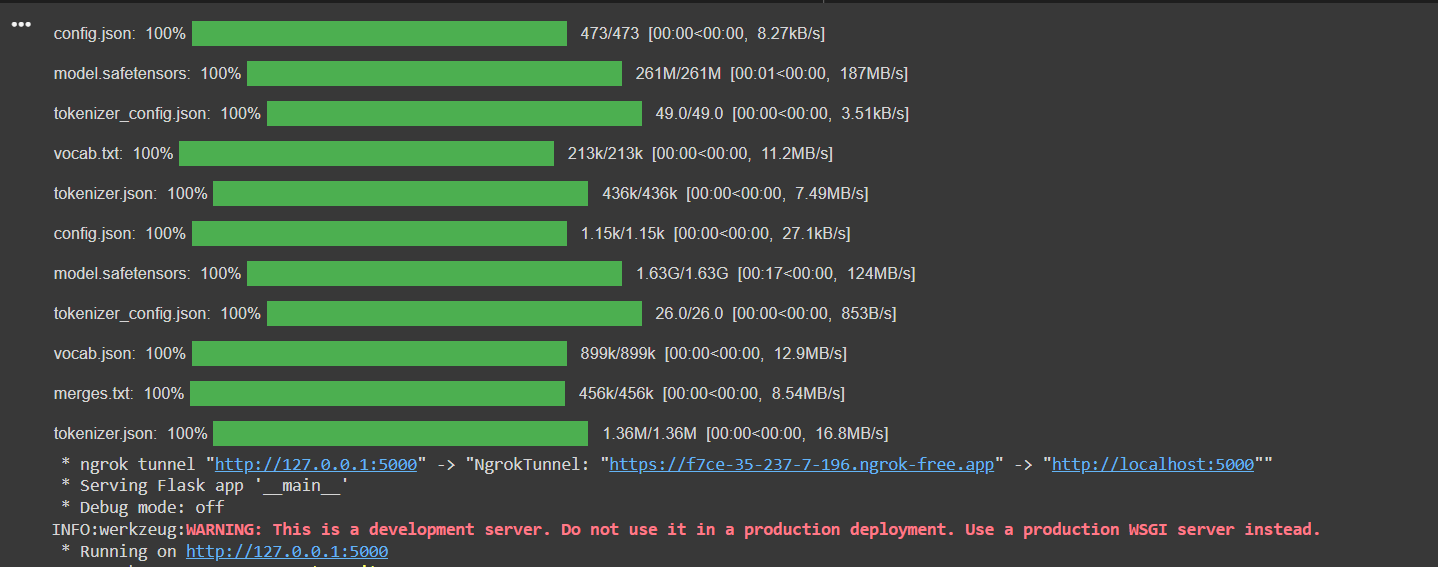 config.json: 100% 473/473 [00:00<00:00, 8.27kB/s]
model.safetensors: 100% 261M/261M [00:01<00:00, 187MB/s]
tokenizer_config.json: 100% 49.0/49.0 [00:00<00:00, 3.51kB/s]
vocab.txt: 100% 213k/213k [00:00<00:00, 11.2MB/s]
tokenizer.json: 100% 436k/436k [00:00<00:00, 7.49MB/s]
config.json: 100% 1.15k/1.15k [00:00<00:00, 27.1kB/s]
model.safetensors: 100% 1.63G/1.63G [00:17<00:00, 124MB/s]
tokenizer_config.json: 100% 26.0/26.0 [00:00<00:00, 853B/s]
vocab.json: 100% 899k/899k [00:00<00:00, 12.9MB/s]
merges.txt: 100% 456k/456k [00:00<00:00, 8.54MB/s]
tokenizer.json: 100% 1.36M/1.36M [00:00<00:00, 16.8MB/s]
* ngrok tunnel "http://127.0.0.1:5000" -> "NgrokTunnel: "https://f7ce-35-237-7-196.ngrok-free.app" -> "http://localhost:5000""
* Serving Flask app '__main__'
* Debug mode: off
INFO:werkzeug:WARNING: This is a development server. Do not use it in a production deployment. Use a production WSGI server instead.
* Running on http://127.0.0.1:5000